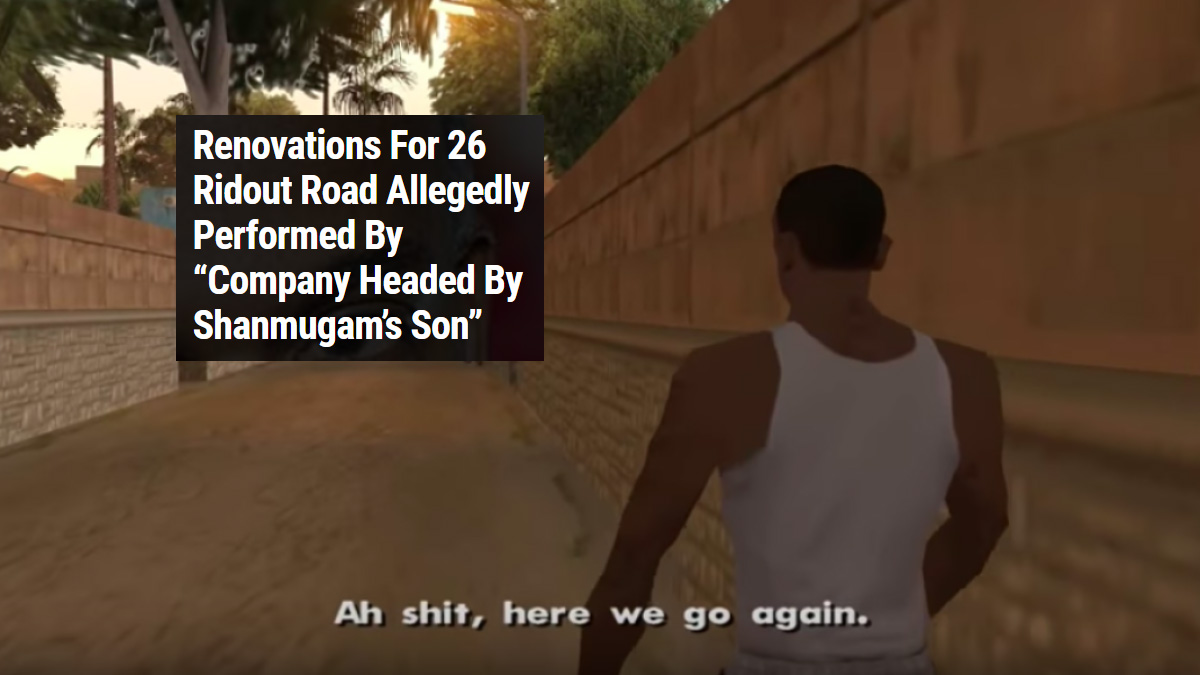 Renovations For 26
Ridout Road Allegedly
Performed By
“Company Headed By
Shanmugam’s Son”
Ah shit, here we go again.